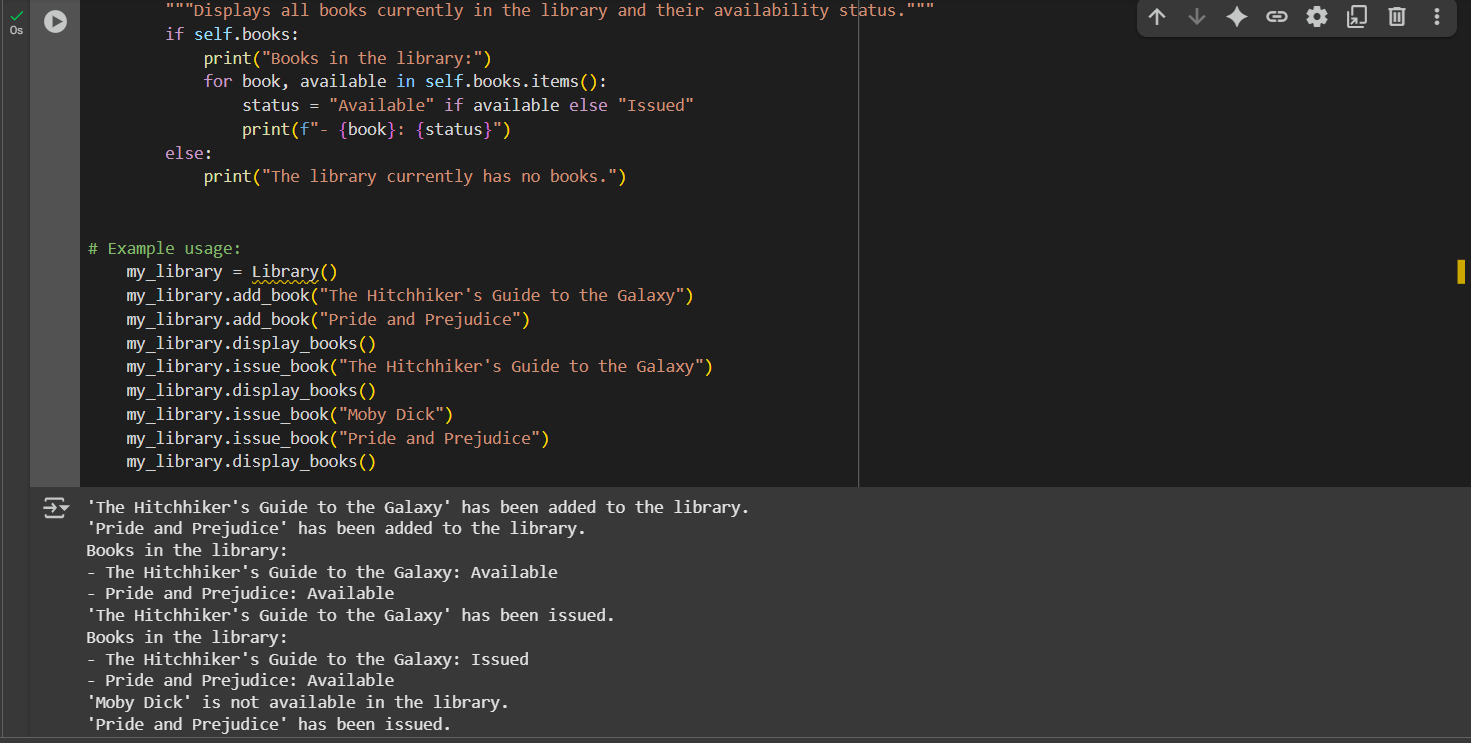 0s
        """Displays all books currently in the library and their availability status."""
        if self.books:
            print("Books in the library:")
            for book, available in self.books.items():
                status = "Available" if available else "Issued"
                print(f"- {book}: {status}")
        else:
            print("The library currently has no books.")
# Example usage:
    my_library = Library()
    my_library.add_book("The Hitchhiker's Guide to the Galaxy")
    my_library.add_book("Pride and Prejudice")
    my_library.display_books()
    my_library.issue_book("The Hitchhiker's Guide to the Galaxy")
    my_library.display_books()
    my_library.issue_book("Moby Dick")
    my_library.issue_book("Pride and Prejudice")
    my_library.display_books()
'The Hitchhiker's Guide to the Galaxy' has been added to the library.
'Pride and Prejudice' has been added to the library.
Books in the library:
- The Hitchhiker's Guide to the Galaxy: Available
- Pride and Prejudice: Available
'The Hitchhiker's Guide to the Galaxy' has been issued.
Books in the library:
- The Hitchhiker's Guide to the Galaxy: Issued
- Pride and Prejudice: Available
'Moby Dick' is not available in the library.
'Pride and Prejudice' has been issued.